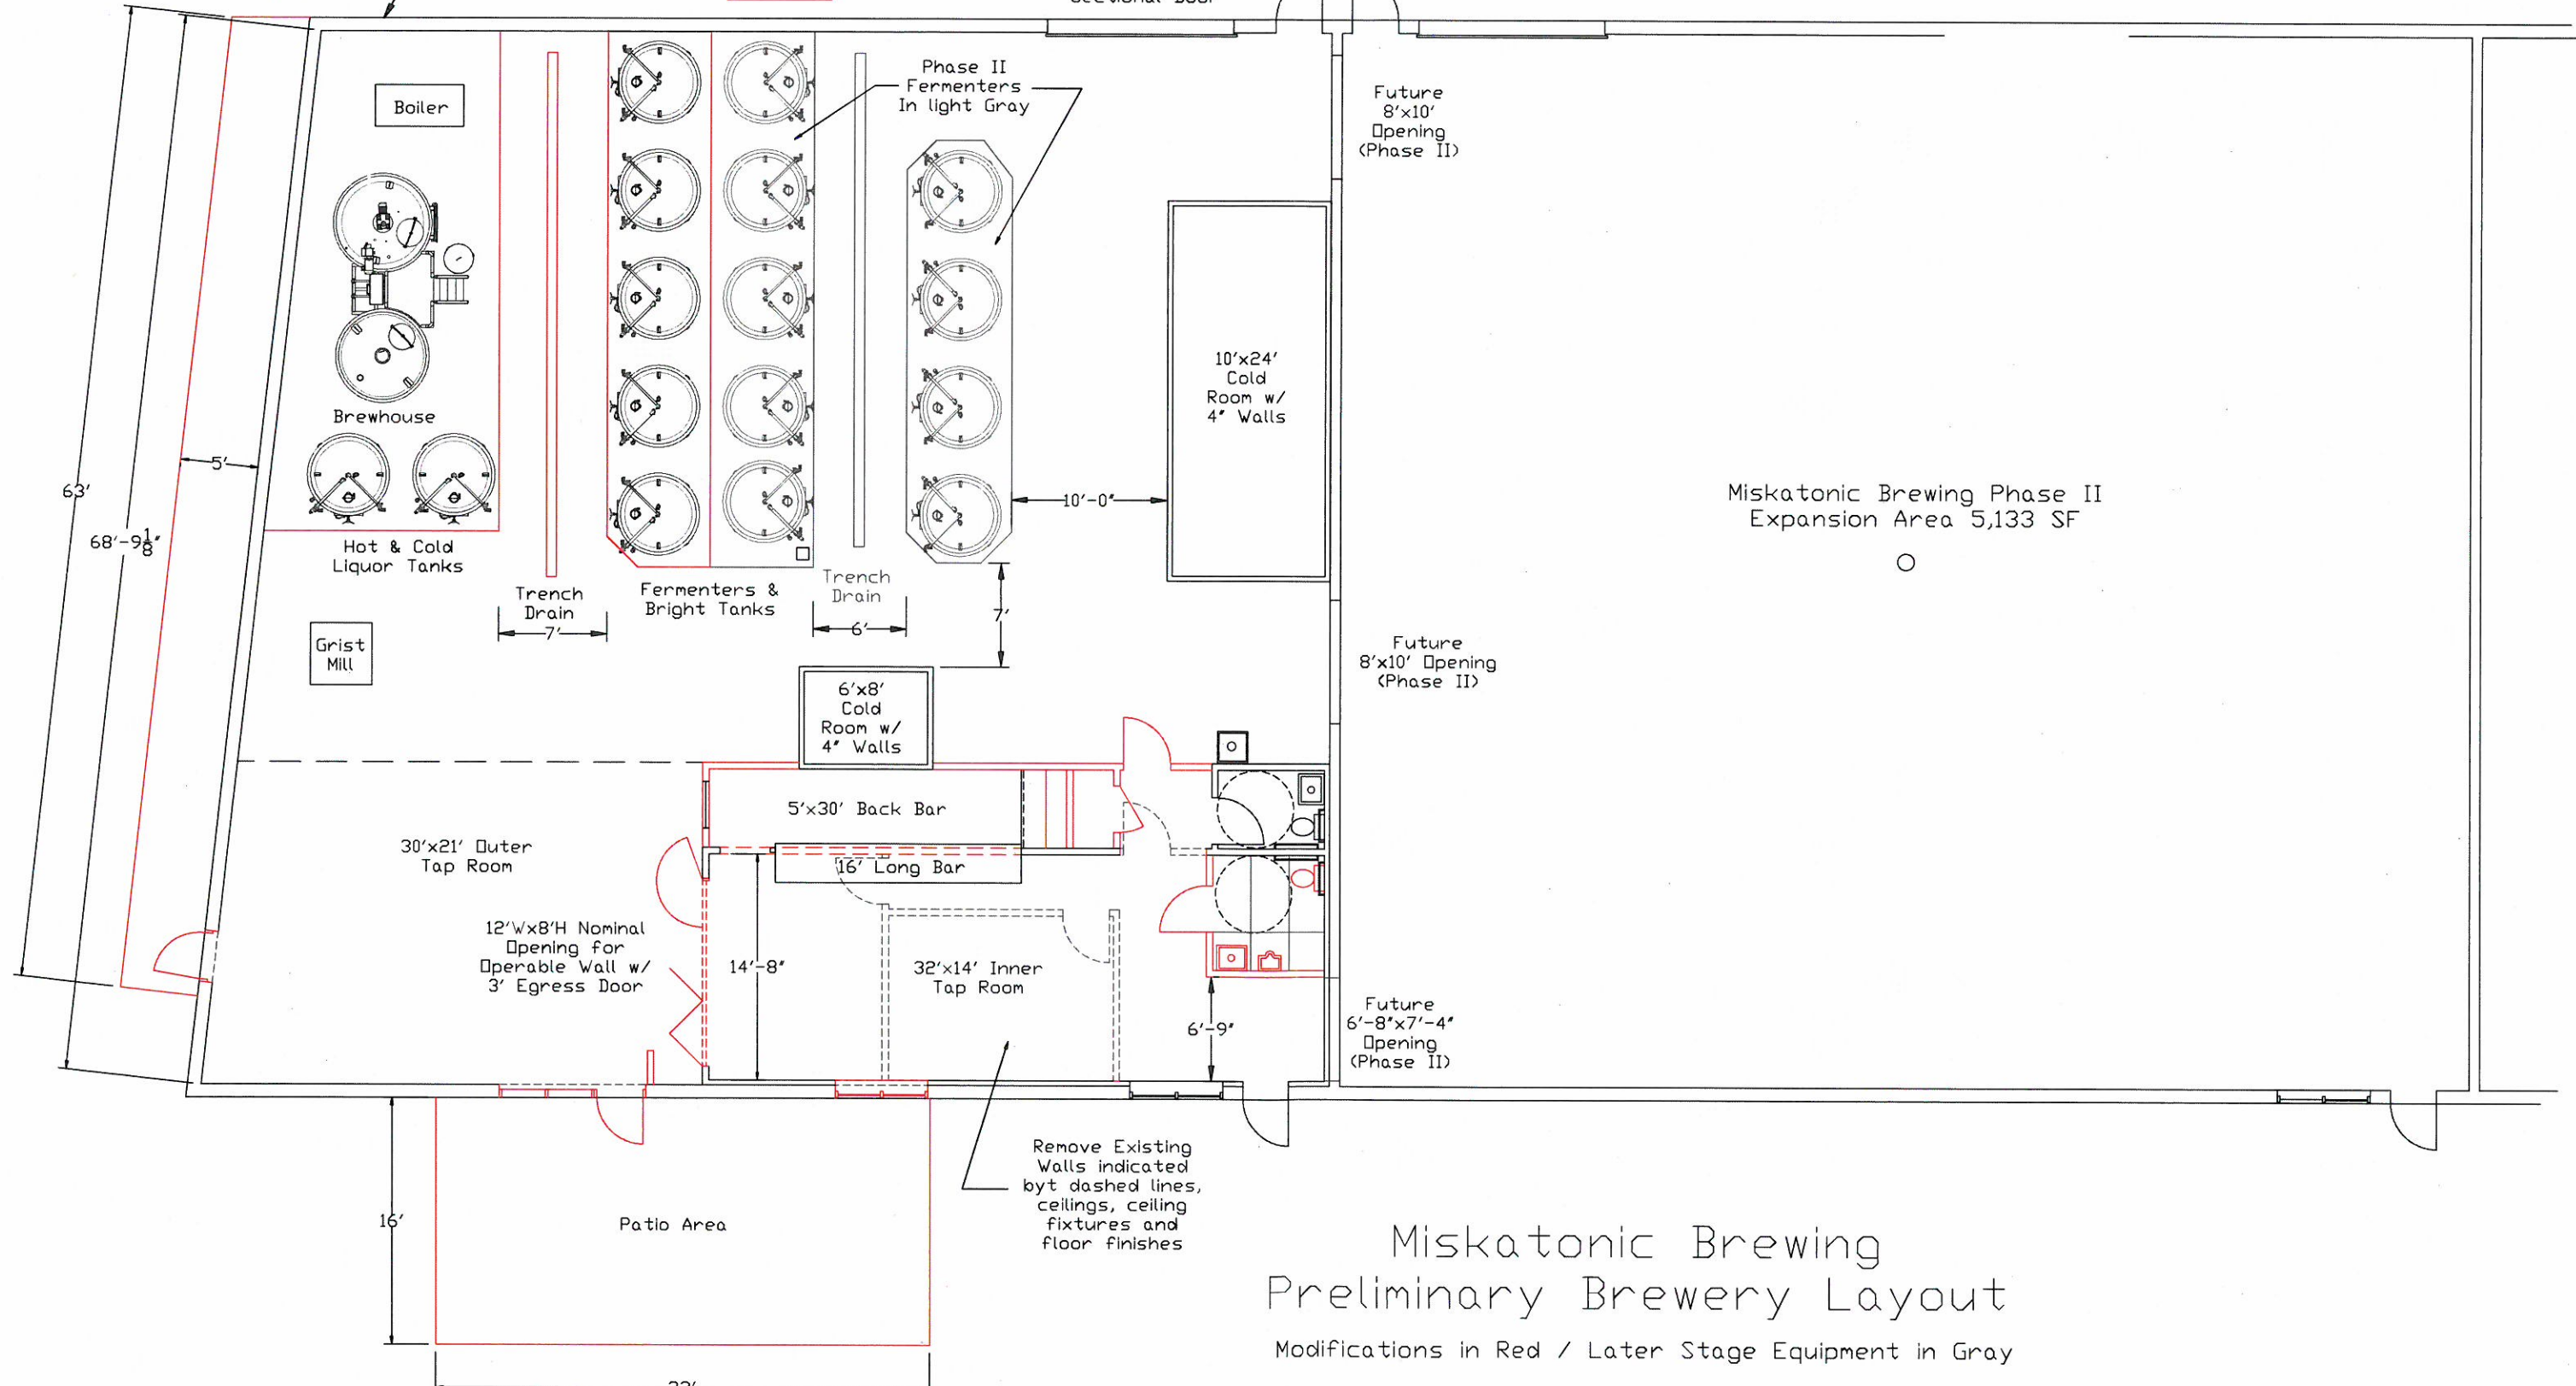 Sectional Door
Phase II
Fermenters
In light Gray
Boiler
Future
8'x10'
Opening
(Phase II)
10'x24'
Cold
Room w/
4" Walls
Brewhouse
5'
63'
68'-9 1/8"
10'-0"
Miskatonic Brewing Phase II
Expansion Area 5,133 SF
Hot & Cold
Liquor Tanks
Trench
Drain
7'
Fermenters &
Bright Tanks
Trench
Drain
6'
7'
Grist
Mill
Future
8'x10' Opening
(Phase II)
6'x8'
Cold
Room w/
4" Walls
5'x30' Back Bar
30'x21' Outer
Tap Room
16' Long Bar
12'Wx8'H Nominal
Opening for
Operable Wall w/
3' Egress Door
14'-8"
32'x14' Inner
Tap Room
6'-9"
Future
6'-8"x7'-4"
Opening
(Phase II)
Remove Existing
Walls indicated
byt dashed lines,
ceilings, ceiling
fixtures and
floor finishes
16'
Patio Area
Miskatonic Brewing
Preliminary Brewery Layout
Modifications in Red / Later Stage Equipment in Gray